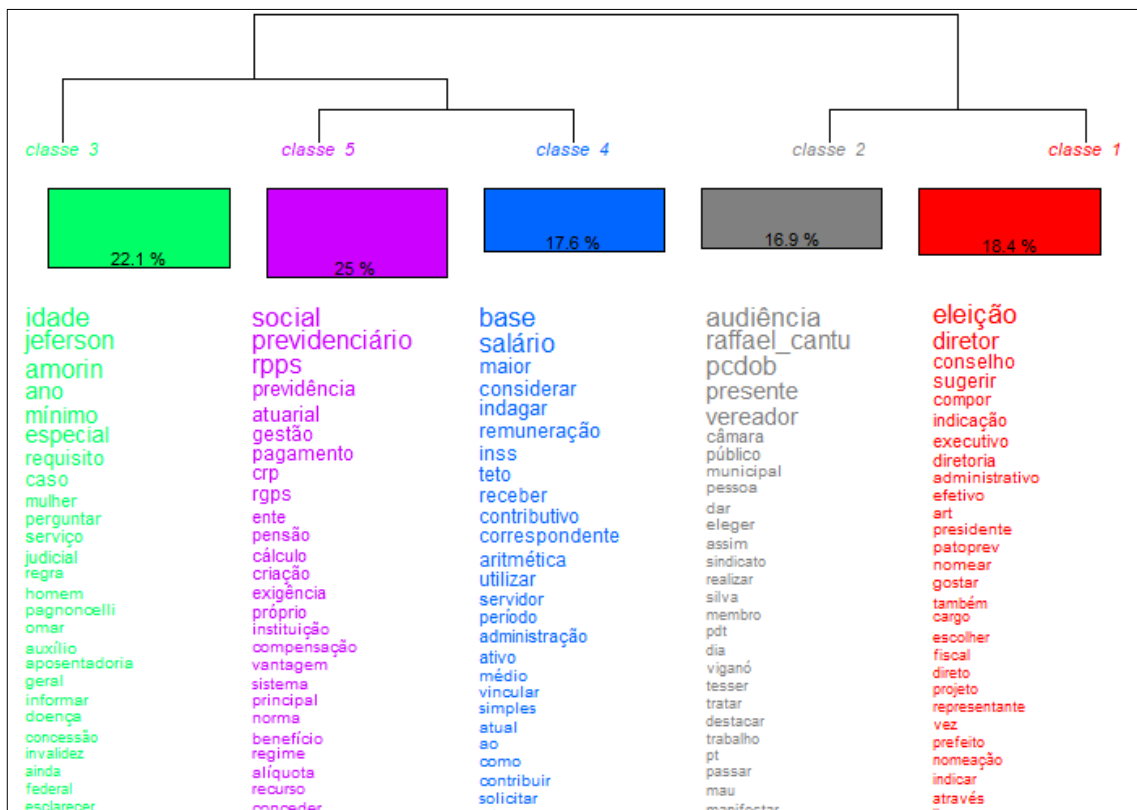 classe 3
classe 5
classe 4
classe 2
classe 1
22.1 %
25 %
17.6 %
16.9 %
18.4 %
idade
jeferson
amorin
ano
mínimo
especial
requisito
caso
mulher
perguntar
serviço
judicial
regra
homem
pagnoncelli
omar
auxílio
aposentadoria
geral
informar
doença
concessão
invalidez
ainda
federal
esplarecer
social
previdenciário
rpps
previdência
atuarial
gestão
pagamento
crp
rgps
ente
pensão
cálculo
criação
exigência
próprio
instituição
compensação
vantagem
sistema
principal
norma
benefício
regime
alíquota
recurso
conceder
base
salário
maior
considerar
indagar
remuneração
inss
teto
receber
contributivo
correspondente
aritmética
utilizar
servidor
período
administração
ativo
médio
vincular
simples
atual
ao
como
contribuir
solicitar
audiência
raffael_cantu
pcdob
presente
vereador
câmara
público
municipal
pessoa
dar
eleger
assim
sindicato
realizar
silva
membro
pdt
dia
viganó
tesser
tratar
destacar
trabalho
pt
passar
mau
manifestar
eleição
diretor
conselho
sugerir
compor
indicação
executivo
diretoria
administrativo
efetivo
art
presidente
patoprev
nomear
gostar
também
cargo
escolher
fiscal
direto
projeto
representante
vez
prefeito
nomeação
indicar
através